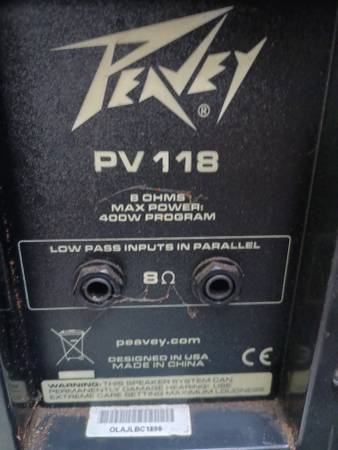 PEAVEY®
PV 118
8 OHMS
MAX POWER:
400W PROGRAM
LOW PASS INPUTS IN PARALLEL
8Ω
peavey.com
DESIGNED IN USA
MADE IN CHINA
CE
WARNING: THIS SPEAKER SYSTEM CAN
PERMANENTLY DAMAGE HEARING! USE
EXTREME CARE SETTING MAXIMUM LOUDNESS
OLAJLBC1896